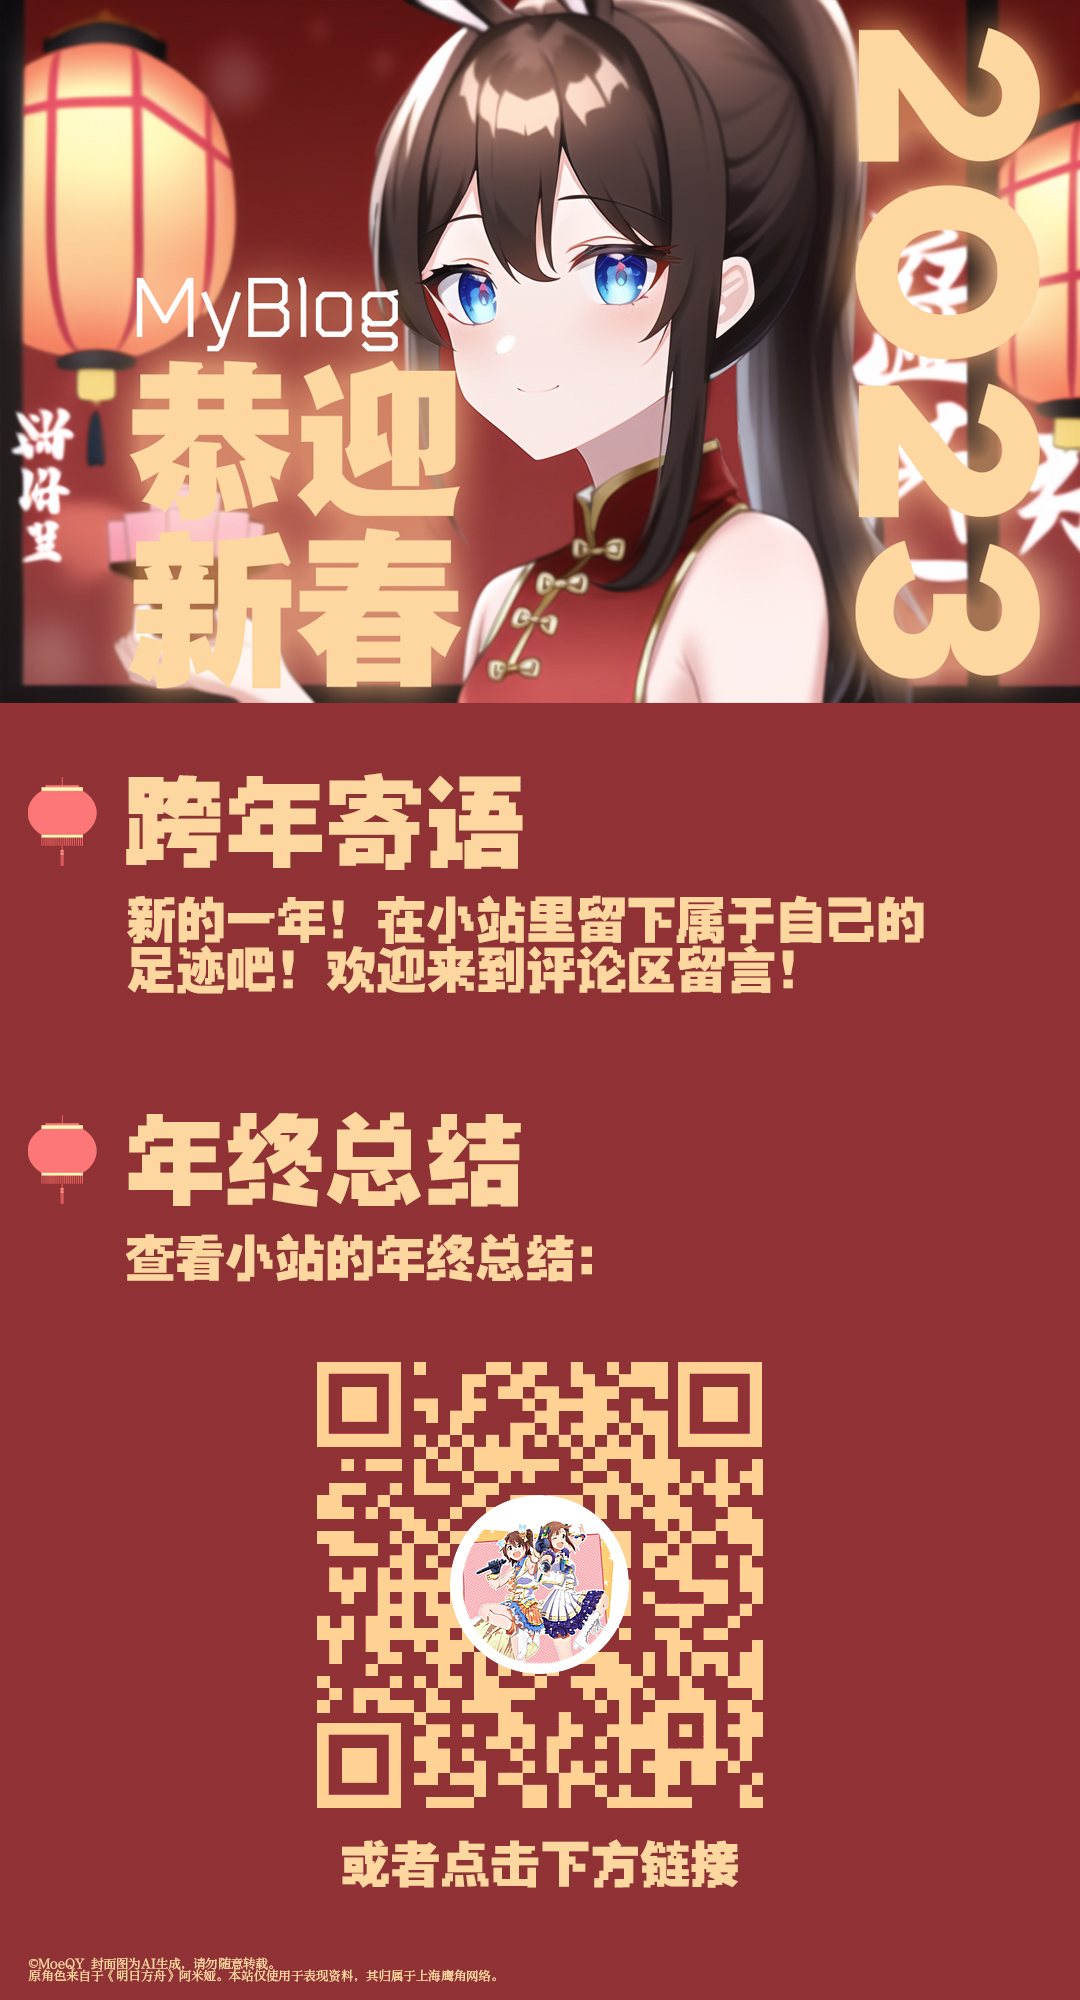 MyBlog
恭迎
新春
2023
跨年寄语
新的一年！在小站里留下属于自己的
足迹吧！欢迎来到评论区留言！
年终总结
查看小站的年终总结：
或者点击下方链接
©MoeQY 封面图为AI生成，请勿随意转载。
原角色来自于《明日方舟》阿米娅。本站仅使用于表现资料，其归属于上海鹰角网络。